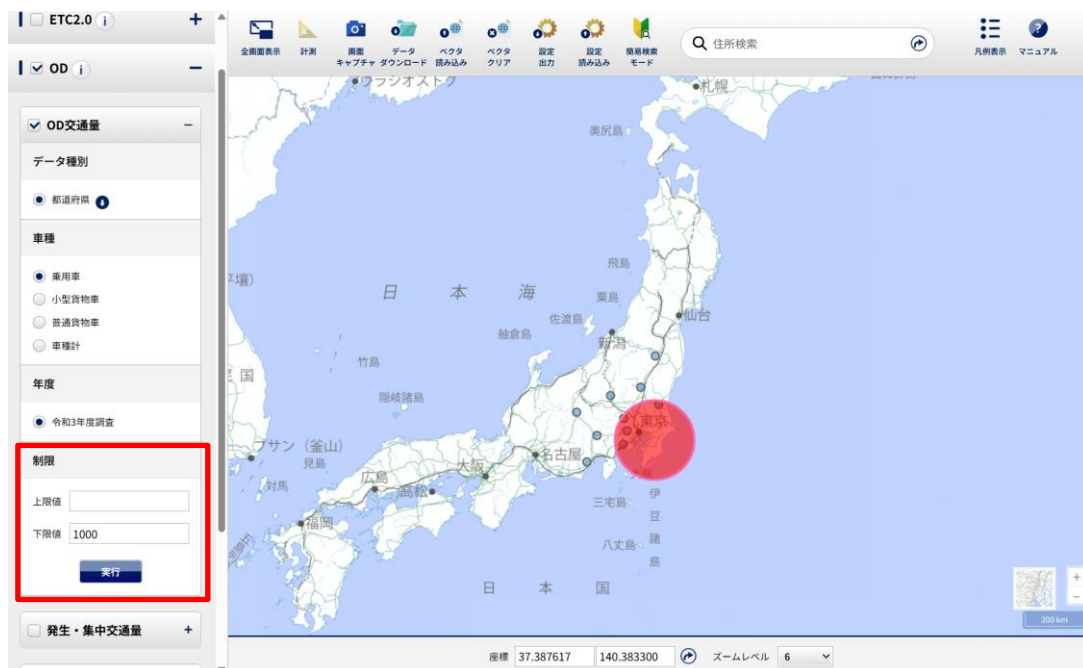 ETC2.0 i +
OD i −
OD交通量 −
データ種別
都道府県
車種
乗用車
小型貨物車
普通貨物車
車種計
年度
令和3年度調査
制限
上限値
下限値 1000
実行
発生・集中交通量 +
全画面表示
計測
画面
キャプチャ
データ
ダウンロード
ベクタ
読み込み
ベクタ
クリア
設定
出力
設定
読み込み
簡易検索
モード
住所検索
凡例表示
?
マニュアル
ウラジオストク
札幌
奥尻島
飛島
粟島
佐渡島
舳倉島
仙台
新潟
日本海
竹島
隠岐諸島
国
プサン（釜山）
見島
対馬
広島
高松
大阪
名古屋
東京
福岡
三宅島
八丈島
伊
豆
諸
島
日本国
+
−
200 km
座標 37.387617 140.383300 ズームレベル 6